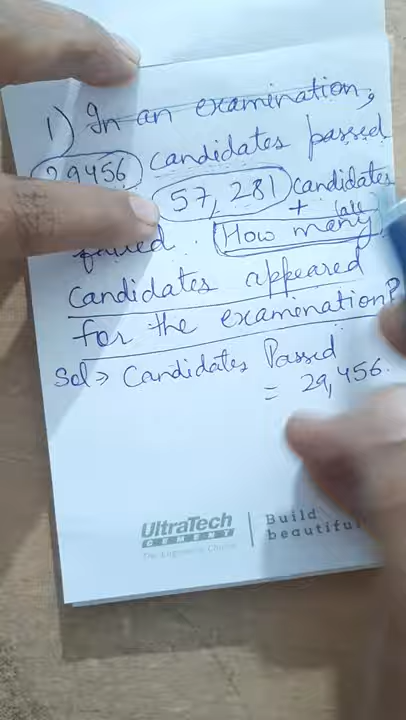 1) In an examination,
29456 candidates passed
57,281 candidates
+
failed. How many
candidates appeared
for the examination?
Sol → Candidates Passed
= 29,456.
UltraTech
CEMENT
The Engineer's Choice
Build
beautiful